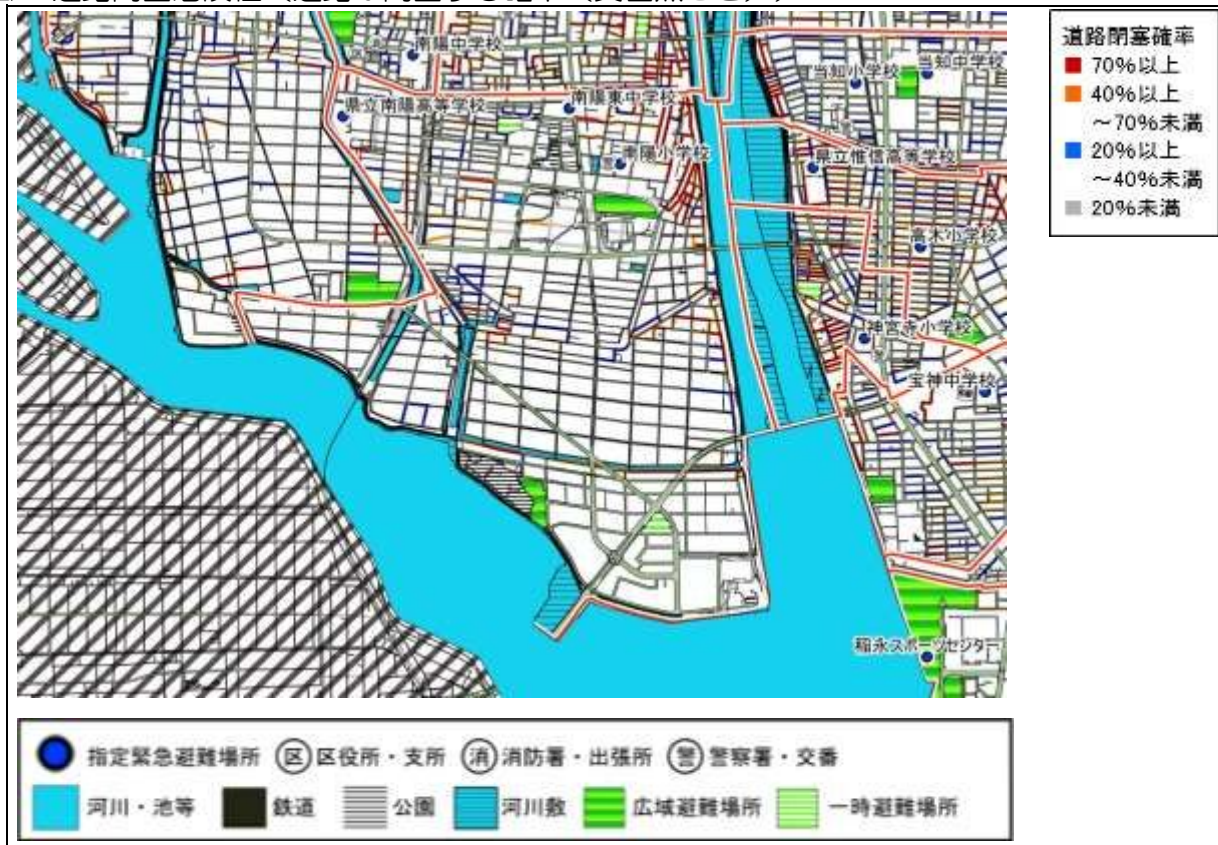 道路閉塞確率
70%以上
40%以上
～70%未満
20%以上
～40%未満
20%未満
南陽中学校
当知小学校
当知中学校
県立南陽高等学校
南陽東中学校
南陽小学校
県立惟信高等学校
高木小学校
神宮寺小学校
宝神中学校
稲永スポーツセンター
指定緊急避難場所
区 区役所・支所
消 消防署・出張所
警 警察署・交番
河川・池等
鉄道
公園
河川敷
広域避難場所
一時避難場所